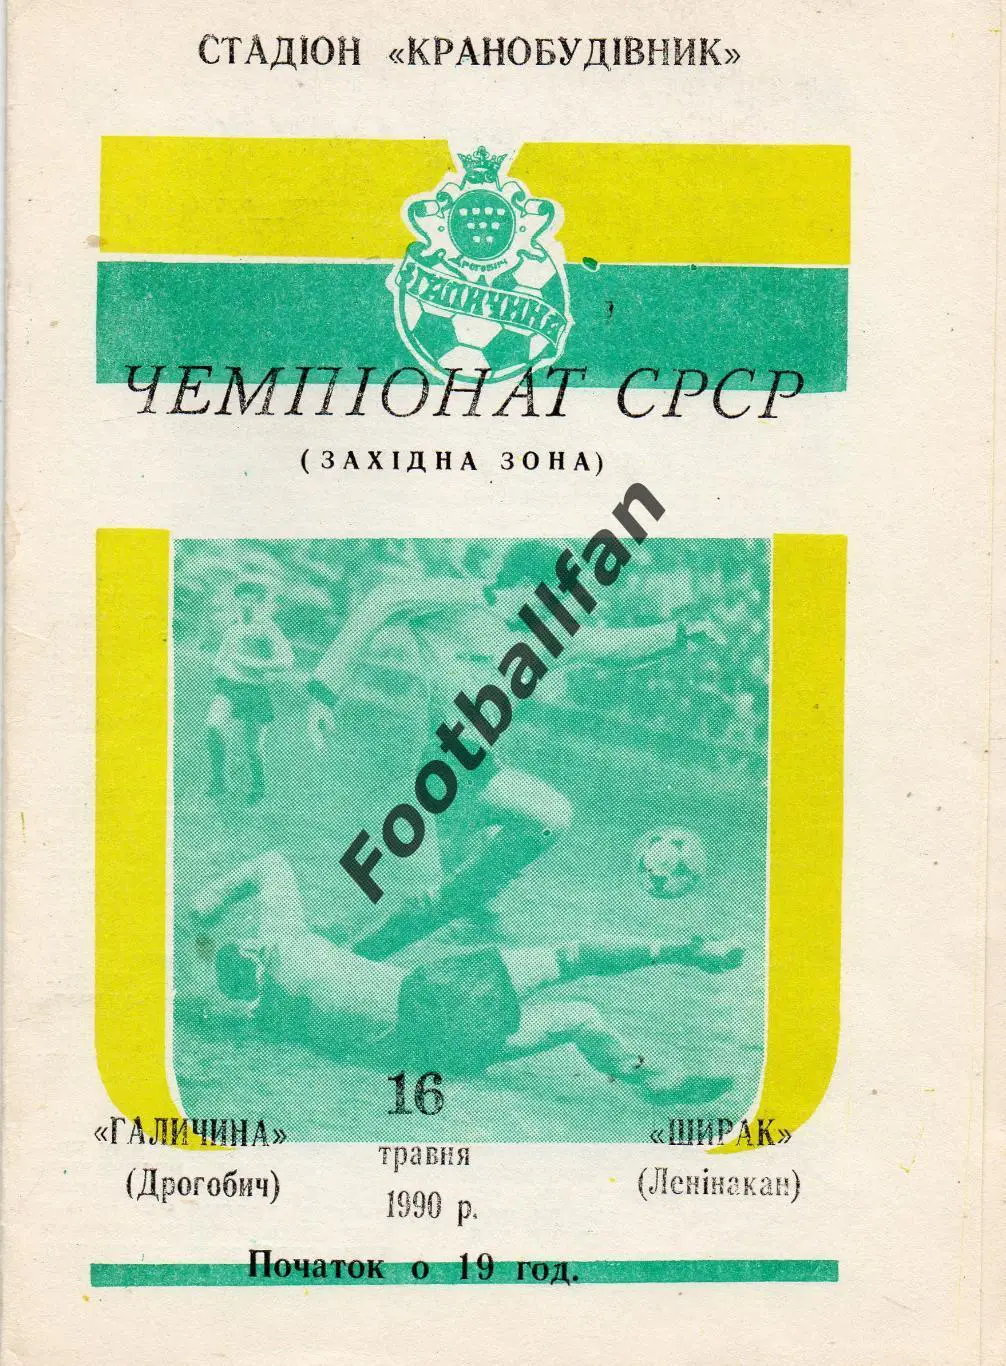 СТАДІОН «КРАНОБУДІВНИК»
Дрогобич
ГАЛИЧИНА
ЧЕМПІОНАТ СРСР
(ЗАХІДНА ЗОНА)
Footballfan
16
«ГАЛИЧИНА»
«ШИРАК»
травня
(Дрогобич)
(Ленінакан)
1990 р.
Початок о 19 год.